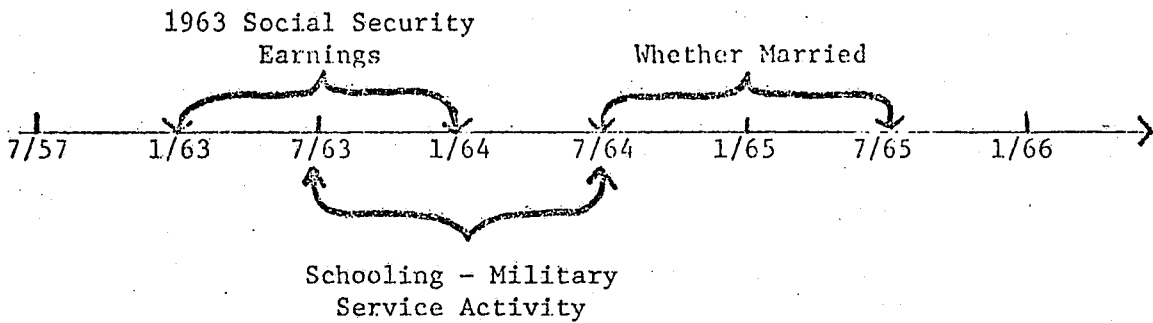 1963 Social Security
Earnings
Whether Married
7/57 1/63 7/63 1/64 7/64 1/65 7/65 1/66
Schooling - Military
Service Activity